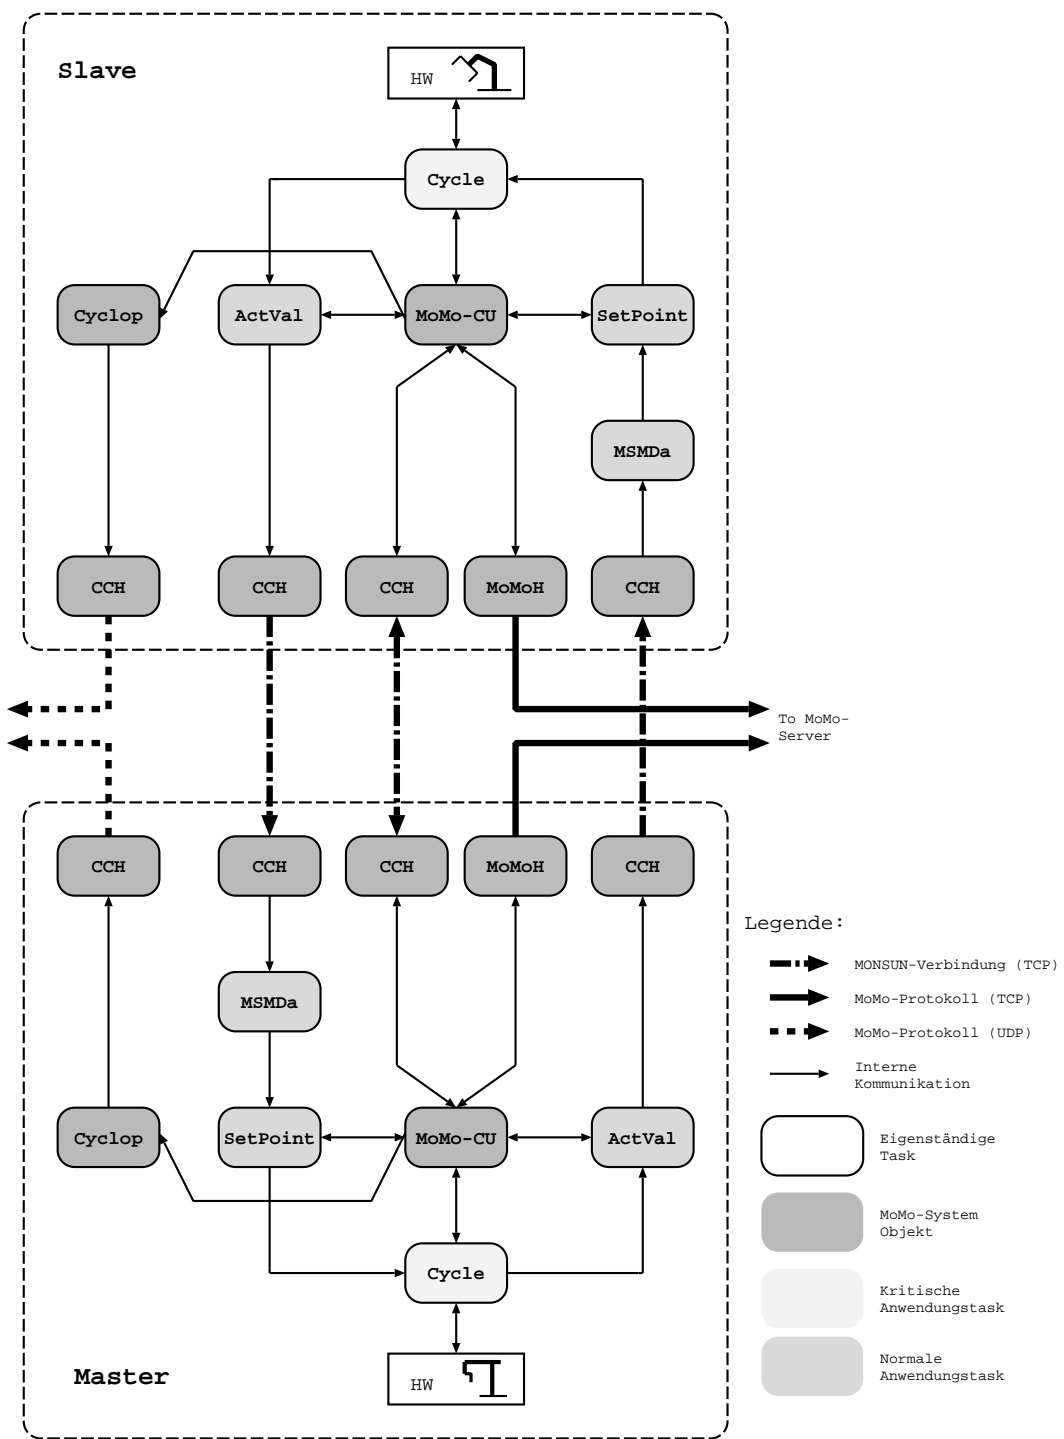 Slave
HW
Cycle
Cyclop
ActVal
MoMo-CU
SetPoint
MSMDa
CCH
CCH
CCH
MoMoH
CCH
To MoMo-
Server
CCH
CCH
CCH
MoMoH
CCH
MSMDa
Cyclop
SetPoint
MoMo-CU
ActVal
Cycle
Master
HW
Legende:
MONSUN-Verbindung (TCP)
MoMo-Protokoll (TCP)
MoMo-Protokoll (UDP)
Interne
Kommunikation
Eigenständige
Task
MoMo-System
Objekt
Kritische
Anwendungstask
Normale
Anwendungstask